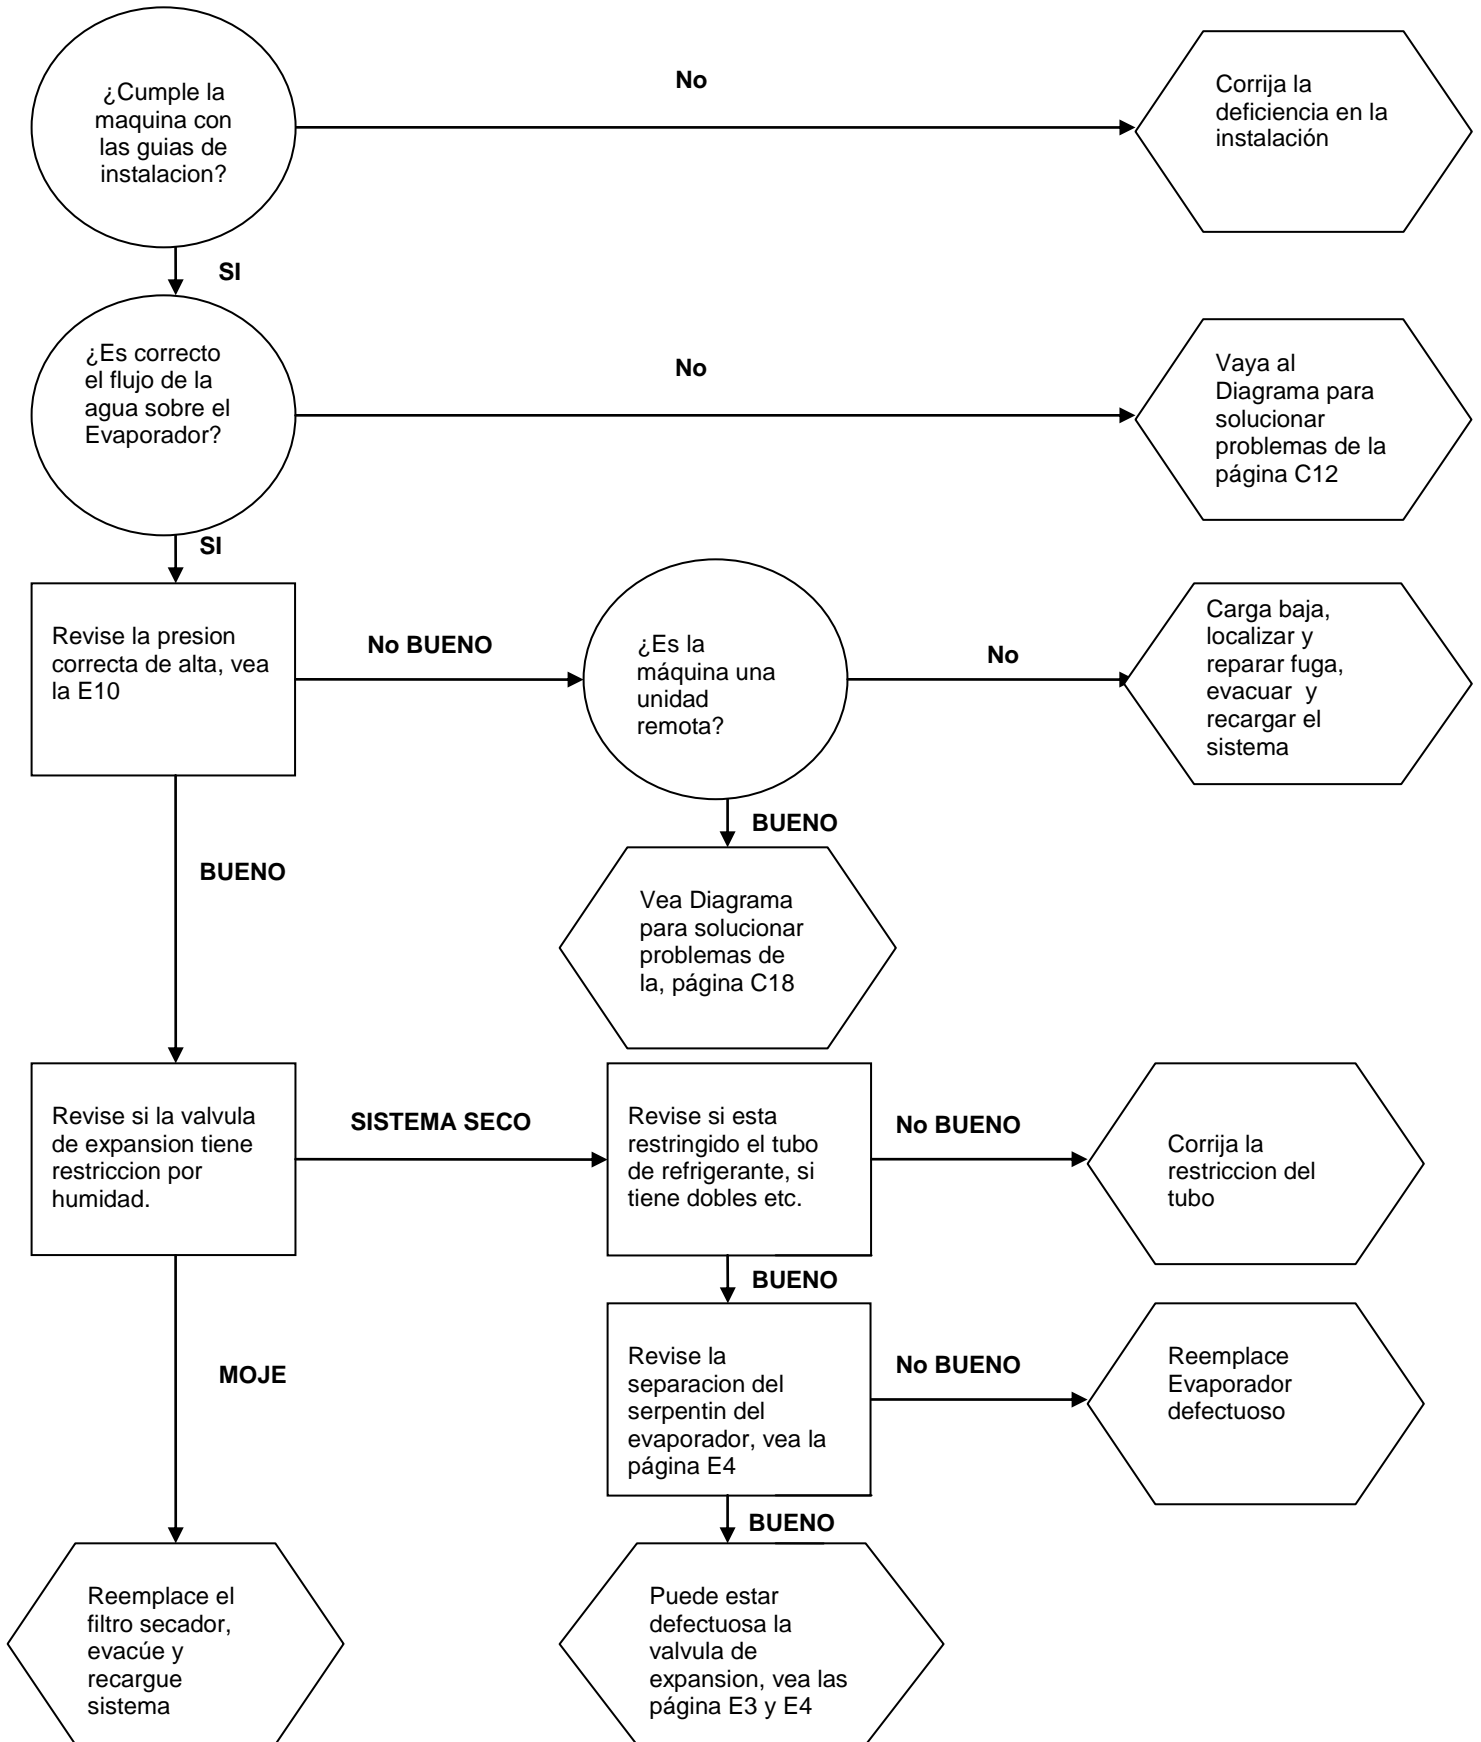 ¿Cumple la
maquina con
las guias de
instalacion?
No
Corrija la
deficiencia en la
instalación
SI
¿Es correcto
el flujo de la
agua sobre el
Evaporador?
No
Vaya al
Diagrama para
solucionar
problemas de la
página C12
SI
Revise la presion
correcta de alta, vea
la E10
No BUENO
¿Es la
máquina una
unidad
remota?
No
Carga baja,
localizar y
reparar fuga,
evacuar y
recargar el
sistema
BUENO
BUENO
Vea Diagrama
para solucionar
problemas de
la, página C18
Revise si la valvula
de expansion tiene
restriccion por
humedad.
SISTEMA SECO
Revise si esta
restringido el tubo
de refrigerante, si
tiene dobles etc.
No BUENO
Corrija la
restriccion del
tubo
BUENO
MOJE
Revise la
separacion del
serpentin del
evaporador, vea la
página E4
No BUENO
Reemplace
Evaporador
defectuoso
BUENO
Reemplace el
filtro secador,
evacúe y
recargue
sistema
Puede estar
defectuosa la
valvula de
expansion, vea las
página E3 y E4